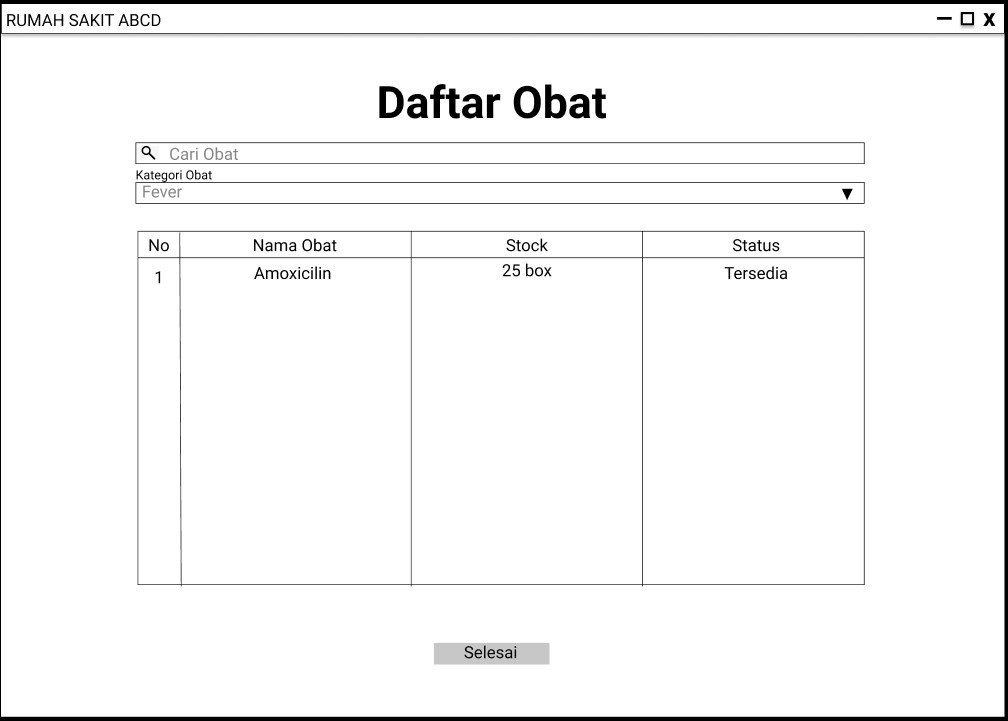 RUMAH SAKIT ABCD
Daftar Obat
Cari Obat
Kategori Obat
Fever
No Nama Obat Stock Status
1 Amoxicilin 25 box Tersedia
Selesai